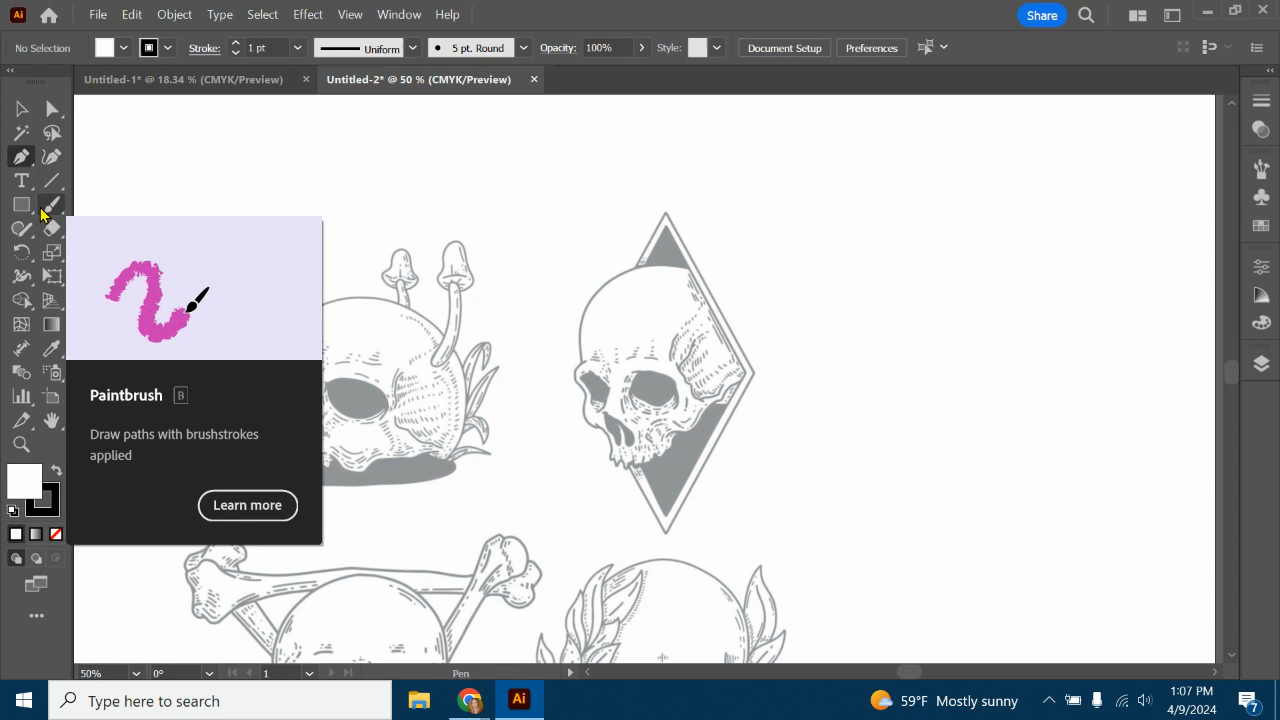 Ai File Edit Object Type Select Effect View Window Help Share
No Selection Stroke: 1 pt Uniform 5 pt. Round Opacity: 100% Style: Document Setup Preferences
Untitled-1* @ 18.34 % (CMYK/Preview) Untitled-2* @ 50 % (CMYK/Preview)
Paintbrush B
Draw paths with brushstrokes
applied
Learn more
50% 0° 1 Pen
Type here to search Ai 59°F Mostly sunny
1:07 PM
4/9/2024
7